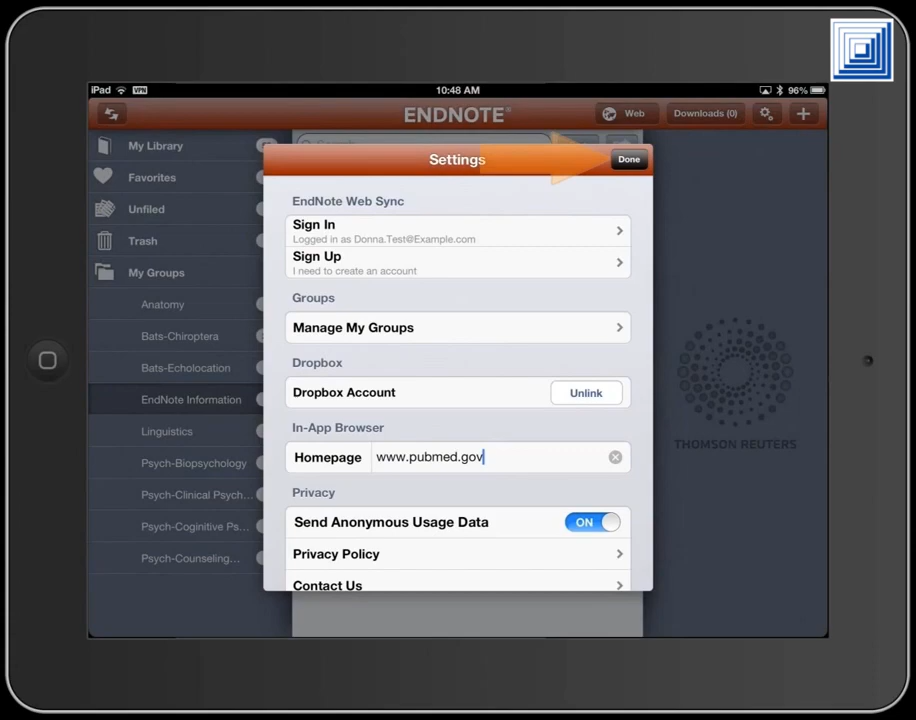 iPad VPN 10:48 AM 96%
ENDNOTE® Web Downloads (0)
My Library
Favorites
Unfiled
Trash
My Groups
Anatomy
Bats-Chiroptera
Bats-Echolocation
EndNote Information
Linguistics
Psych-Biopsychology
Psych-Clinical Psych...
Psych-Coginitive Ps...
Psych-Counseling...
Search
Settings Done
EndNote Web Sync
Sign In
Logged in as Donna.Test@Example.com
Sign Up
I need to create an account
Groups
Manage My Groups
Dropbox
Dropbox Account Unlink
In-App Browser
Homepage www.pubmed.gov
Privacy
Send Anonymous Usage Data ON
Privacy Policy
Contact Us
THOMSON REUTERS